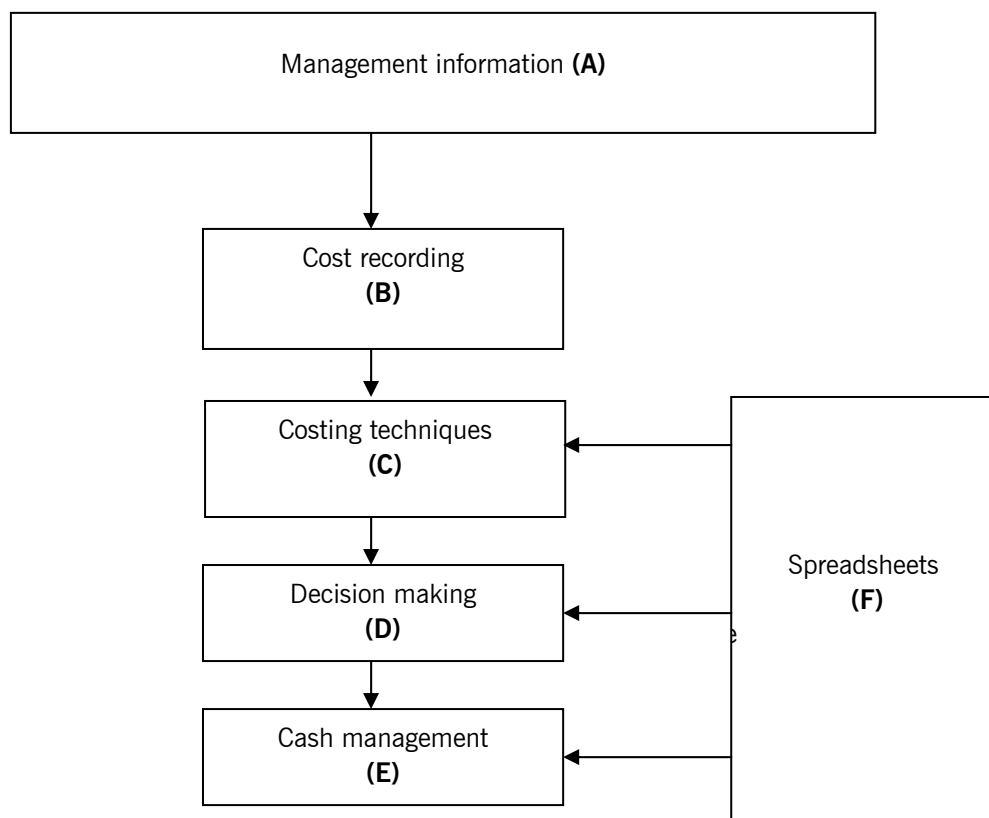 Management information (A)
Cost recording
(B)
Costing techniques
(C)
Decision making
(D)
Cash management
(E)
Spreadsheets
(F)
e